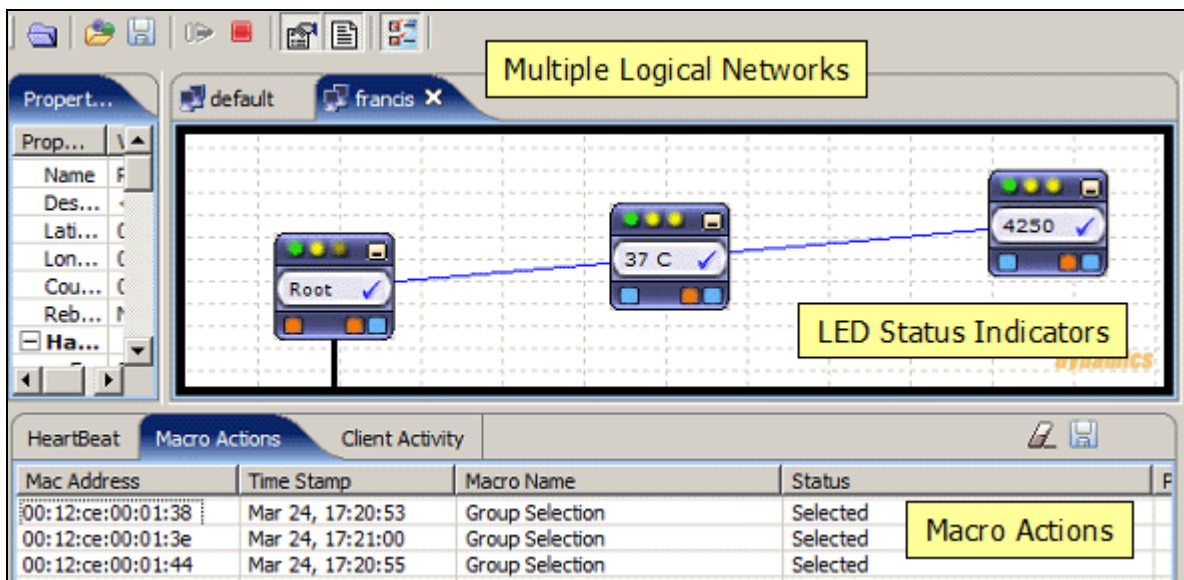 Multiple Logical Networks
Propert...
default
francis
Prop...
Name
Des...
Lati...
Lon...
Cou...
Reb...
Ha...
Root
37 C
4250
LED Status Indicators
dynamics
HeartBeat Macro Actions Client Activity
Mac Address Time Stamp Macro Name Status
00:12:ce:00:01:38 Mar 24, 17:20:53 Group Selection Selected
00:12:ce:00:01:3e Mar 24, 17:21:00 Group Selection Selected
00:12:ce:00:01:44 Mar 24, 17:20:55 Group Selection Selected
Macro Actions